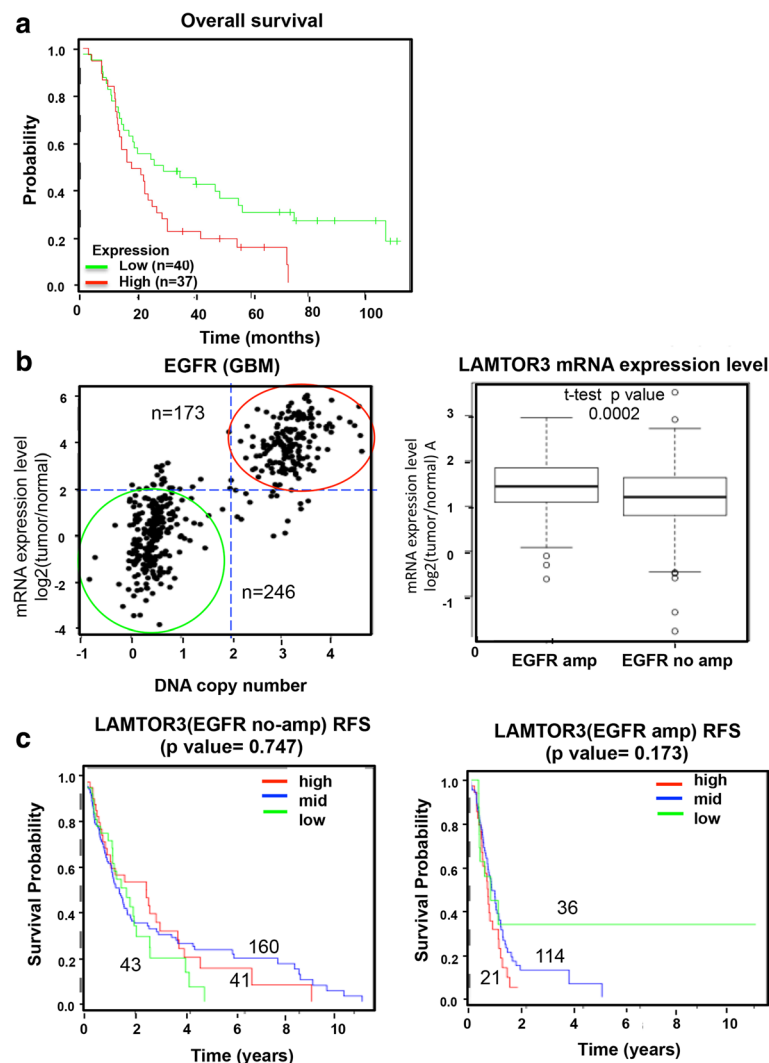 a
Overall survival
Probability
1.0
0.8
0.6
0.4
0.2
0.0
Expression
Low (n=40)
High (n=37)
0 20 40 60 80 100
Time (months)
b
EGFR (GBM)
mRNA expression level
log2(tumor/normal)
6
4
2
0
-2
-4
n=173
n=246
-1 0 1 2 3 4
DNA copy number
LAMTOR3 mRNA expression level
t-test p value
0.0002
mRNA expression level
log2(tumor/normal) A
3
2
1
0
-1
0
EGFR amp EGFR no amp
c
LAMTOR3(EGFR no-amp) RFS
(p value= 0.747)
Survival Probability
1.0
0.8
0.6
0.4
0.2
0.0
high
mid
low
160
43
41
0 2 4 6 8 10
Time (years)
LAMTOR3(EGFR amp) RFS
(p value= 0.173)
Survival Probability
1.0
0.8
0.6
0.4
0.2
0.0
high
mid
low
36
114
21
0 2 4 6 8 10
Time (years)